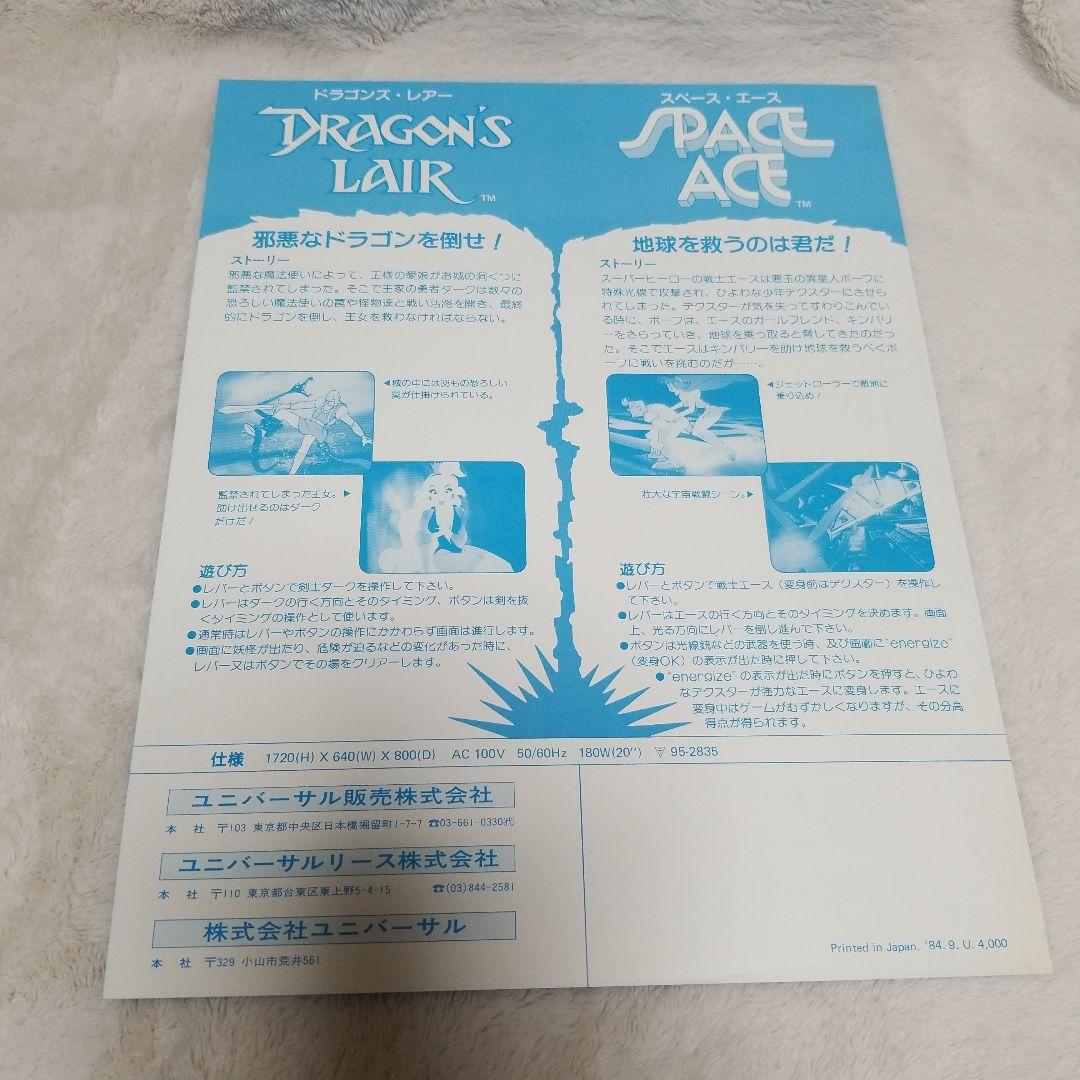 ドラゴンズ・レアー
DRAGON'S
LAIR ™
邪悪なドラゴンを倒せ!
ストーリー
邪悪な魔法使いによって、王様の愛娘がお城の洞くつに
監禁されてしまった。そこで王家の勇者ダークは数々の
恐ろしい魔法使いの罠や怪物達と戦い活路を開き、最終
的にドラゴンを倒し、王女を救わなければならない。
◀城の中には38もの恐ろしい
罠が仕掛けられている。
監禁されてしまった王女。▶
助け出せるのはダーク
だけだ!
遊び方
●レバーとボタンで剣士ダークを操作して下さい。
●レバーはダークの行く方向とそのタイミング、ボタンは剣を抜
くタイミングの操作として使います。
●通常時はレバーやボタンの操作にかかわらず画面は進行します。
●画面に妖怪が出たり、危険が迫るなどの変化があった時に、
レバー又はボタンでその場をクリアーします。
スペース・エース
SPACE
ACE ™
地球を救うのは君だ!
ストーリー
スーパーヒーローの戦士エースは悪玉の異星人ボーフに
特殊光線で攻撃され、ひよわな少年デクスターにさせら
れてしまった。デクスターが気を失ってすわりこんでい
る時に、ボーフは、エースのガールフレンド、キンバリ
ーをさらっていき、地球を乗っ取ると脅してきたのだっ
た。そこでエースはキンバリーを助け地球を救うべくボ
ーフに戦いを挑むのだが……。
◀ジェットローラーで敵地に
乗り込め!
壮大な宇宙戦闘シーン。▶
遊び方
●レバーとボタンで戦士エース(変身前はデクスター)を操作し
て下さい。
●レバーはエースの行く方向とそのタイミングを決めます。画面
上、光る方向にレバーを倒し進んで下さい。
●ボタンは光線銃などの武器を使う時、及び画面に"energize"
(変身OK)の表示が出た時に押して下さい。
●"energize"の表示が出た時にボタンを押すと、ひよわ
なデクスターが強力なエースに変身します。エースに
変身中はゲームがむずかしくなりますが、その分高
得点が得られます。
仕様 1720(H) X 640(W) X 800(D) AC 100V 50/60Hz 180W(20") 95-2835
ユニバーサル販売株式会社
本 社 〒103 東京都中央区日本橋堀留町1-7-7 ☎03-661-0330代
ユニバーサルリース株式会社
本 社 〒110 東京都台東区東上野5-4-15 ☎(03)844-2581
株式会社ユニバーサル
本 社 〒329 小山市荒井561
Printed in Japan. '84. 9. U. 4,000